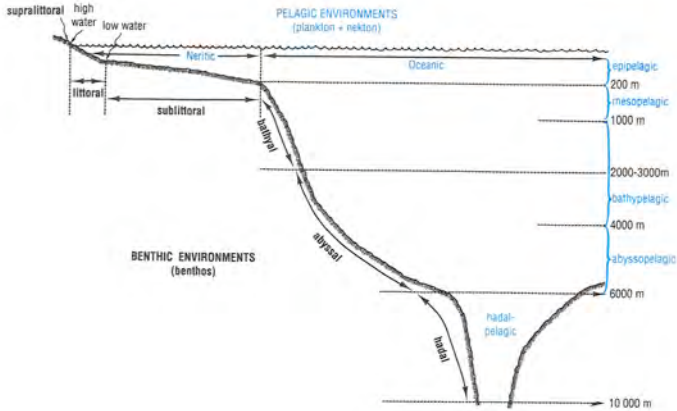 PELAGIC ENVIRONMENTS
(plankton + nekton)
supralittoral
high
water
low water
Neritic
Oceanic
epipelagic
200 m
littoral
mesopelagic
sublittoral
1000 m
bathyal
2000-3000m
bathypelagic
4000 m
BENTHIC ENVIRONMENTS
(benthos)
abyssal
abyssopelagic
6000m
hadal-
pelagic
hadal
10 000 m